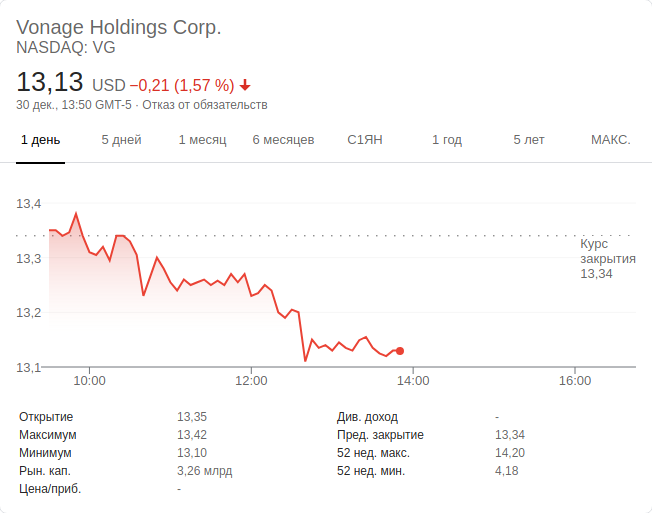 Vonage Holdings Corp.
NASDAQ: VG
13,13 USD −0,21 (1,57 %)
30 дек., 13:50 GMT-5 · Отказ от обязательств
1 день 5 дней 1 месяц 6 месяцев С1ЯН 1 год 5 лет МАКС.
13,4
Курс
закрытия
13,34
13,3
13,2
13,1
10:00 12:00 14:00 16:00
Открытие 13,35 Див. доход -
Максимум 13,42 Пред. закрытие 13,34
Минимум 13,10 52 нед. макс. 14,20
Рын. кап. 3,26 млрд 52 нед. мин. 4,18
Цена/приб. -